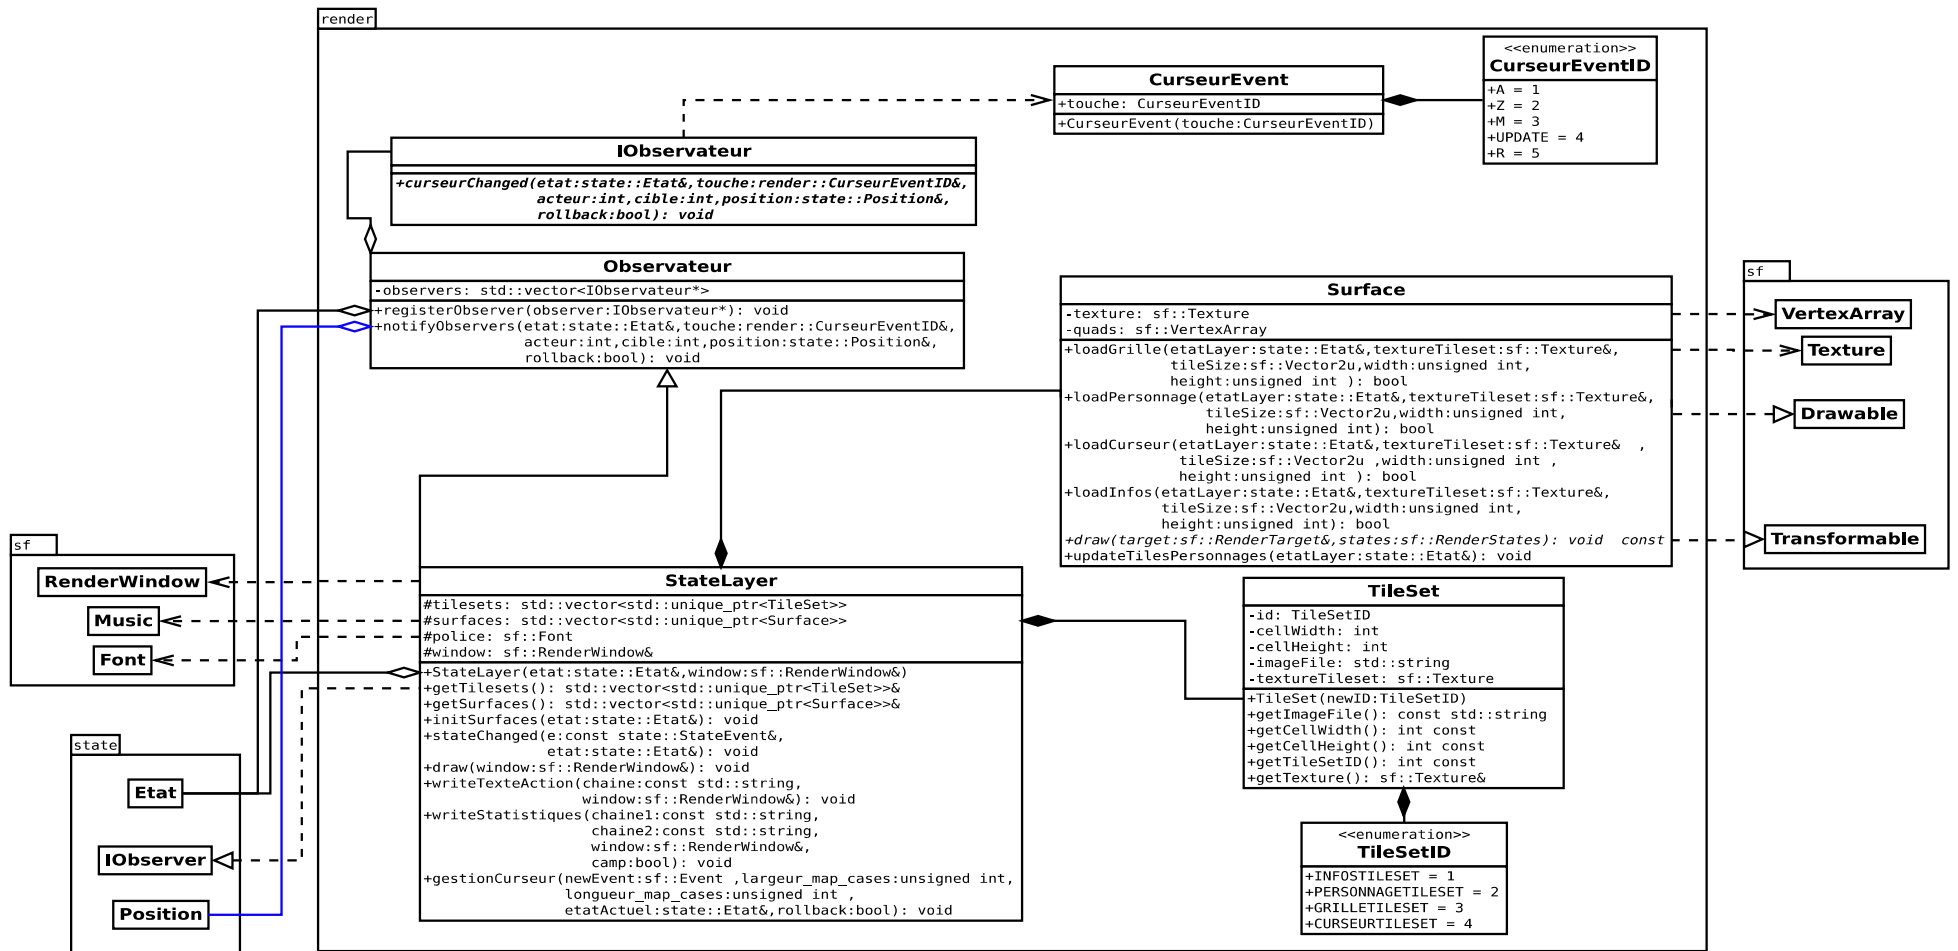 render
<<enumeration>>
CurseurEventID
+A = 1
+Z = 2
+M = 3
+UPDATE = 4
+R = 5
CurseurEvent
+touche: CurseurEventID
+CurseurEvent(touche:CurseurEventID)
IObservateur
+curseurChanged(etat:state::Etat&,touche:render::CurseurEventID&,
acteur:int,cible:int,position:state::Position&,
rollback:bool): void
Observateur
-observers: std::vector<IObservateur*>
+registerObserver(observer:IObservateur*): void
+notifyObservers(etat:state::Etat&,touche:render::CurseurEventID&,
acteur:int,cible:int,position:state::Position&,
rollback:bool): void
Surface
-texture: sf::Texture
-quads: sf::VertexArray
+loadGrille(etatLayer:state::Etat&,textureTileset:sf::Texture&,
tileSize:sf::Vector2u,width:unsigned int,
height:unsigned int ): bool
+loadPersonnage(etatLayer:state::Etat&,textureTileset:sf::Texture&,
tileSize:sf::Vector2u,width:unsigned int,
height:unsigned int): bool
+loadCurseur(etatLayer:state::Etat&,textureTileset:sf::Texture&  ,
tileSize:sf::Vector2u ,width:unsigned int ,
height:unsigned int ): bool
+loadInfos(etatLayer:state::Etat&,textureTileset:sf::Texture&,
tileSize:sf::Vector2u,width:unsigned int,
height:unsigned int): bool
+draw(target:sf::RenderTarget&,states:sf::RenderStates): void  const
+updateTilesPersonnages(etatLayer:state::Etat&): void
sf
VertexArray
Texture
Drawable
Transformable
sf
RenderWindow
Music
Font
StateLayer
#tilesets: std::vector<std::unique_ptr<TileSet>>
#surfaces: std::vector<std::unique_ptr<Surface>>
#police: sf::Font
#window: sf::RenderWindow&
+StateLayer(etat:state::Etat&,window:sf::RenderWindow&)
+getTilesets(): std::vector<std::unique_ptr<TileSet>>&
+getSurfaces(): std::vector<std::unique_ptr<Surface>>&
+initSurfaces(etat:state::Etat&): void
+stateChanged(e:const state::StateEvent&,
etat:state::Etat&): void
+draw(window:sf::RenderWindow&): void
+writeTexteAction(chaine:const std::string,
window:sf::RenderWindow&): void
+writeStatistiques(chaine1:const std::string,
chaine2:const std::string,
window:sf::RenderWindow&,
camp:bool): void
+gestionCurseur(newEvent:sf::Event ,largeur_map_cases:unsigned int,
longueur_map_cases:unsigned int ,
etatActuel:state::Etat&,rollback:bool): void
TileSet
-id: TileSetID
-cellWidth: int
-cellHeight: int
-imageFile: std::string
-textureTileset: sf::Texture
+TileSet(newID:TileSetID)
+getImageFile(): const std::string
+getCellWidth(): int const
+getCellHeight(): int const
+getTileSetID(): int const
+getTexture(): sf::Texture&
<<enumeration>>
TileSetID
+INFOSTILESET = 1
+PERSONNAGETILESET = 2
+GRILLETILESET = 3
+CURSEURTILESET = 4
state
Etat
IObserver
Position